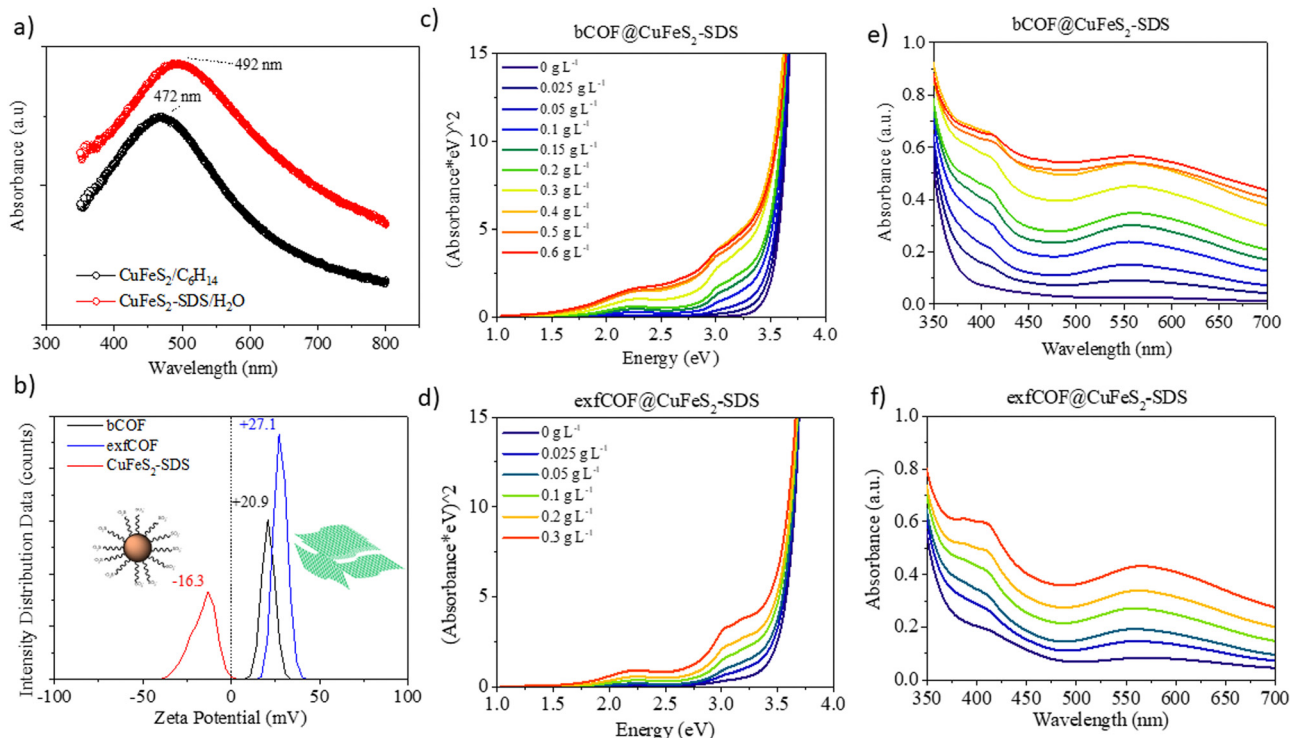 a)
492 nm
472 nm
Absorbance (a.u)
CuFeS₂/C₆H₁₄
CuFeS₂-SDS/H₂O
300 400 500 600 700 800
Wavelength (nm)
b)
bCOF
exfCOF
CuFeS₂-SDS
+27.1
+20.9
-16.3
Intensity Distribution Data (counts)
-100 -50 0 50 100
Zeta Potential (mV)
c)
bCOF@CuFeS₂-SDS
15
10
5
0
(Absorbance*eV)^2
0 g L⁻¹
0.025 g L⁻¹
0.05 g L⁻¹
0.1 g L⁻¹
0.15 g L⁻¹
0.2 g L⁻¹
0.3 g L⁻¹
0.4 g L⁻¹
0.5 g L⁻¹
0.6 g L⁻¹
1.0 1.5 2.0 2.5 3.0 3.5 4.0
Energy (eV)
d)
exfCOF@CuFeS₂-SDS
15
10
5
0
(Absorbance*eV)^2
0 g L⁻¹
0.025 g L⁻¹
0.05 g L⁻¹
0.1 g L⁻¹
0.2 g L⁻¹
0.3 g L⁻¹
1.0 1.5 2.0 2.5 3.0 3.5 4.0
Energy (eV)
e)
bCOF@CuFeS₂-SDS
1.0
0.8
0.6
0.4
0.2
0.0
Absorbance (a.u.)
350 400 450 500 550 600 650 700
Wavelength (nm)
f)
exfCOF@CuFeS₂-SDS
1.0
0.8
0.6
0.4
0.2
0.0
Absorbance (a.u.)
350 400 450 500 550 600 650 700
Wavelength (nm)